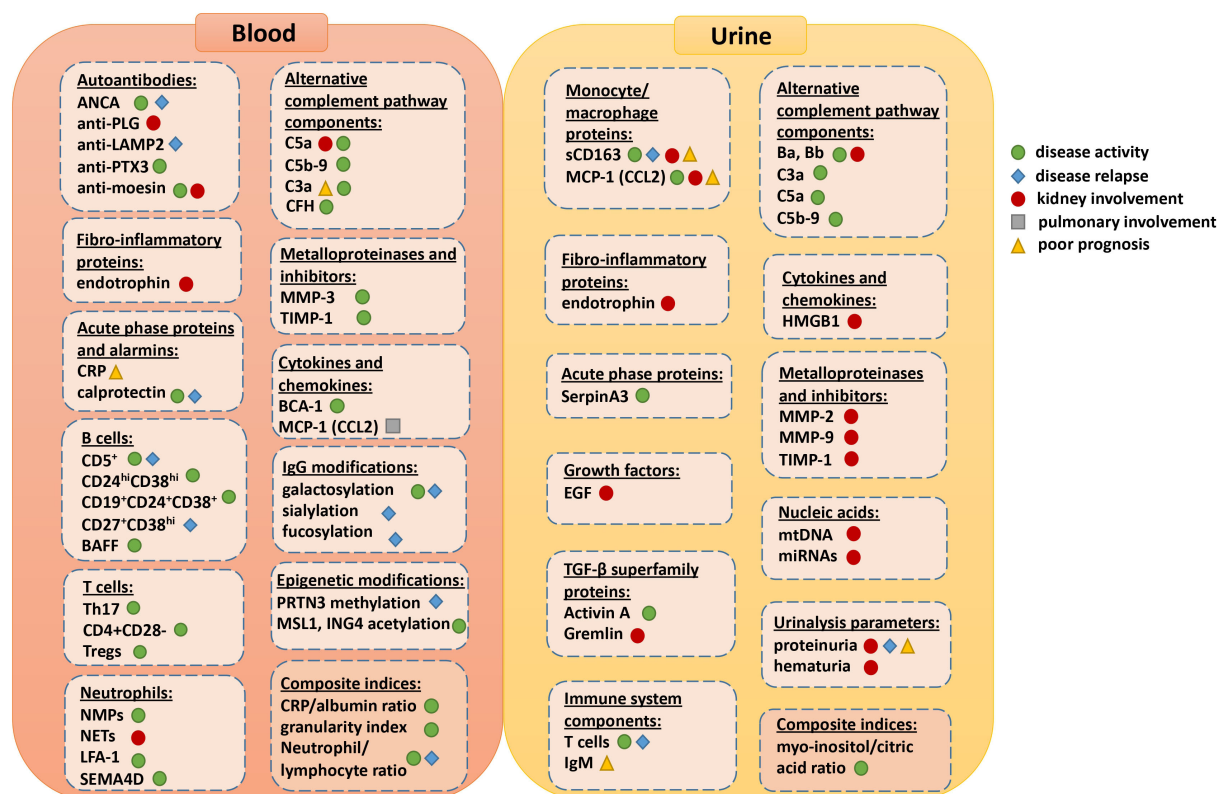 Blood
Autoantibodies:
ANCA
anti-PLG
anti-LAMP2
anti-PTX3
anti-moesin
Fibro-inflammatory
proteins:
endotrophin
Acute phase proteins
and alarmins:
CRP
calprotectin
B cells:
CD5⁺
CD24ʰⁱCD38ʰⁱ
CD19⁺CD24⁺CD38⁺
CD27⁺CD38ʰⁱ
BAFF
T cells:
Th17
CD4+CD28-
Tregs
Neutrophils:
NMPs
NETs
LFA-1
SEMA4D
Alternative
complement pathway
components:
C5a
C5b-9
C3a
CFH
Metalloproteinases and
inhibitors:
MMP-3
TIMP-1
Cytokines and
chemokines:
BCA-1
MCP-1 (CCL2)
IgG modifications:
galactosylation
sialylation
fucosylation
Epigenetic modifications:
PRTN3 methylation
MSL1, ING4 acetylation
Composite indices:
CRP/albumin ratio
granularity index
Neutrophil/
lymphocyte ratio
Urine
Monocyte/
macrophage
proteins:
sCD163
MCP-1 (CCL2)
Fibro-inflammatory
proteins:
endotrophin
Acute phase proteins:
SerpinA3
Growth factors:
EGF
TGF-β superfamily
proteins:
Activin A
Gremlin
Immune system
components:
T cells
IgM
Alternative
complement pathway
components:
Ba, Bb
C3a
C5a
C5b-9
Cytokines and
chemokines:
HMGB1
Metalloproteinases
and inhibitors:
MMP-2
MMP-9
TIMP-1
Nucleic acids:
mtDNA
miRNAs
Urinalysis parameters:
proteinuria
hematuria
Composite indices:
myo-inositol/citric
acid ratio
disease activity
disease relapse
kidney involvement
pulmonary involvement
poor prognosis